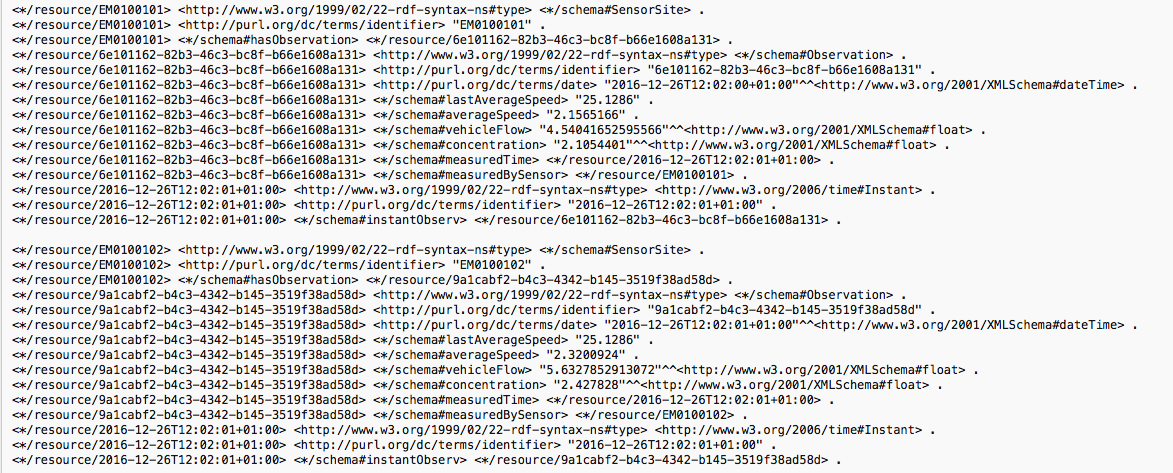 <*/resource/EM0100101> <http://www.w3.org/1999/02/22-rdf-syntax-ns#type> <*/schema#SensorSite> .
<*/resource/EM0100101> <http://purl.org/dc/terms/identifier> "EM0100101" .
<*/resource/EM0100101> <*/schema#hasObservation> <*/resource/6e101162-82b3-46c3-bc8f-b66e1608a131> .
<*/resource/6e101162-82b3-46c3-bc8f-b66e1608a131> <http://www.w3.org/1999/02/22-rdf-syntax-ns#type> <*/schema#Observation> .
<*/resource/6e101162-82b3-46c3-bc8f-b66e1608a131> <http://purl.org/dc/terms/identifier> "6e101162-82b3-46c3-bc8f-b66e1608a131" .
<*/resource/6e101162-82b3-46c3-bc8f-b66e1608a131> <http://purl.org/dc/terms/date> "2016-12-26T12:02:00+01:00"^^<http://www.w3.org/2001/XMLSchema#dateTime> .
<*/resource/6e101162-82b3-46c3-bc8f-b66e1608a131> <*/schema#lastAverageSpeed> "25.1286" .
<*/resource/6e101162-82b3-46c3-bc8f-b66e1608a131> <*/schema#averageSpeed> "2.1565166" .
<*/resource/6e101162-82b3-46c3-bc8f-b66e1608a131> <*/schema#vehicleFlow> "4.54041652595566"^^<http://www.w3.org/2001/XMLSchema#float> .
<*/resource/6e101162-82b3-46c3-bc8f-b66e1608a131> <*/schema#concentration> "2.1054401"^^<http://www.w3.org/2001/XMLSchema#float> .
<*/resource/6e101162-82b3-46c3-bc8f-b66e1608a131> <*/schema#measuredTime> <*/resource/2016-12-26T12:02:01+01:00> .
<*/resource/6e101162-82b3-46c3-bc8f-b66e1608a131> <*/schema#measuredBySensor> <*/resource/EM0100101> .
<*/resource/2016-12-26T12:02:01+01:00> <http://www.w3.org/1999/02/22-rdf-syntax-ns#type> <http://www.w3.org/2006/time#Instant> .
<*/resource/2016-12-26T12:02:01+01:00> <http://purl.org/dc/terms/identifier> "2016-12-26T12:02:01+01:00" .
<*/resource/2016-12-26T12:02:01+01:00> <*/schema#instantObserv> <*/resource/6e101162-82b3-46c3-bc8f-b66e1608a131> .
<*/resource/EM0100102> <http://www.w3.org/1999/02/22-rdf-syntax-ns#type> <*/schema#SensorSite> .
<*/resource/EM0100102> <http://purl.org/dc/terms/identifier> "EM0100102" .
<*/resource/EM0100102> <*/schema#hasObservation> <*/resource/9a1cabf2-b4c3-4342-b145-3519f38ad58d> .
<*/resource/9a1cabf2-b4c3-4342-b145-3519f38ad58d> <http://www.w3.org/1999/02/22-rdf-syntax-ns#type> <*/schema#Observation> .
<*/resource/9a1cabf2-b4c3-4342-b145-3519f38ad58d> <http://purl.org/dc/terms/identifier> "9a1cabf2-b4c3-4342-b145-3519f38ad58d" .
<*/resource/9a1cabf2-b4c3-4342-b145-3519f38ad58d> <http://purl.org/dc/terms/date> "2016-12-26T12:02:01+01:00"^^<http://www.w3.org/2001/XMLSchema#dateTime> .
<*/resource/9a1cabf2-b4c3-4342-b145-3519f38ad58d> <*/schema#lastAverageSpeed> "25.1286" .
<*/resource/9a1cabf2-b4c3-4342-b145-3519f38ad58d> <*/schema#averageSpeed> "2.3200924" .
<*/resource/9a1cabf2-b4c3-4342-b145-3519f38ad58d> <*/schema#vehicleFlow> "5.6327852913072"^^<http://www.w3.org/2001/XMLSchema#float> .
<*/resource/9a1cabf2-b4c3-4342-b145-3519f38ad58d> <*/schema#concentration> "2.427828"^^<http://www.w3.org/2001/XMLSchema#float> .
<*/resource/9a1cabf2-b4c3-4342-b145-3519f38ad58d> <*/schema#measuredTime> <*/resource/2016-12-26T12:02:01+01:00> .
<*/resource/9a1cabf2-b4c3-4342-b145-3519f38ad58d> <*/schema#measuredBySensor> <*/resource/EM0100102> .
<*/resource/2016-12-26T12:02:01+01:00> <http://www.w3.org/1999/02/22-rdf-syntax-ns#type> <http://www.w3.org/2006/time#Instant> .
<*/resource/2016-12-26T12:02:01+01:00> <http://purl.org/dc/terms/identifier> "2016-12-26T12:02:01+01:00" .
<*/resource/2016-12-26T12:02:01+01:00> <*/schema#instantObserv> <*/resource/9a1cabf2-b4c3-4342-b145-3519f38ad58d> .